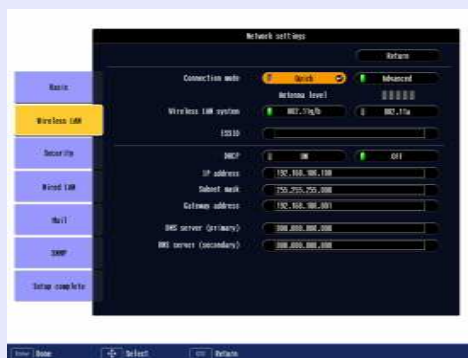 Network settings
Return
Connection mode Quick Advanced
Antenna level
Wireless LAN system 802.11g/b 802.11a
ESSID
DHCP ON Off
IP address 192.168.100.100
Subnet mask 255.255.255.000
Gateway address 192.168.100.001
DNS server (primary) 000.000.000.000
DNS server (secondary) 000.000.000.000
Basic
Wireless LAN
Security
Wired LAN
Mail
SNMP
Setup complete
Enter Done Select ESC Return